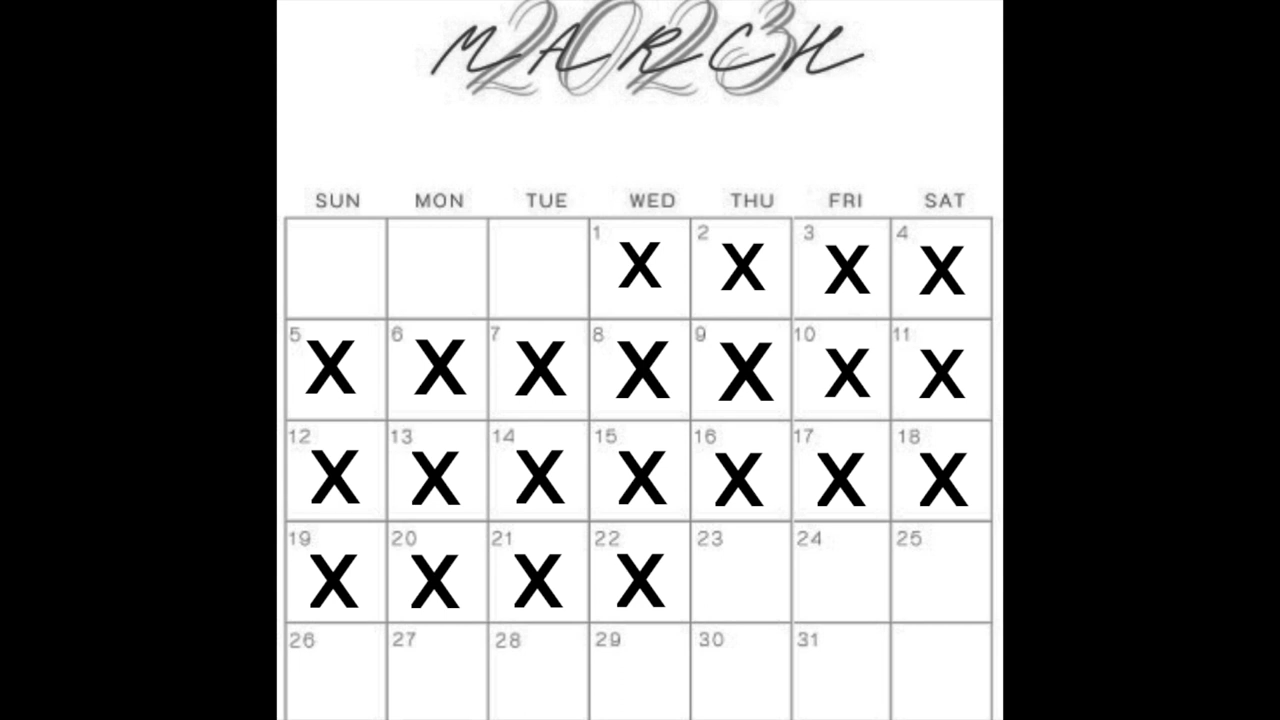 2023
MARCH
SUN MON TUE WED THU FRI SAT
1 2 3 4
X X X X
5 6 7 8 9 10 11
X X X X X X X
12 13 14 15 16 17 18
X X X X X X X
19 20 21 22 23 24 25
X X X X
26 27 28 29 30 31